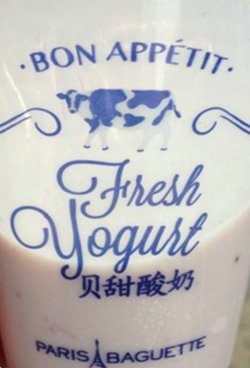 ·BON APPÉTIT·
Fresh
Yogurt
贝甜酸奶
PARIS BAGUETTE